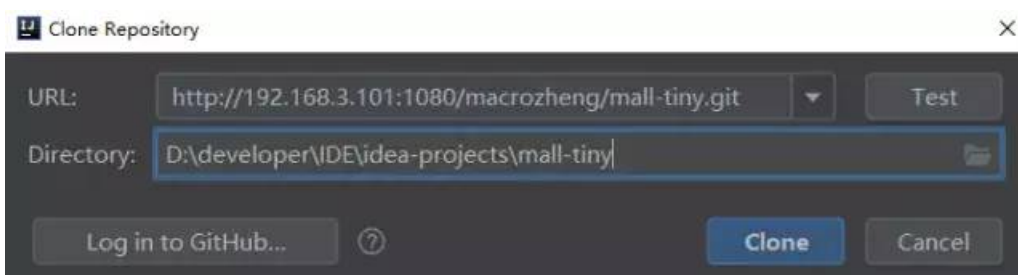 Clone Repository
URL: http://192.168.3.101:1080/macrozheng/mall-tiny.git Test
Directory: D:\developer\IDE\idea-projects\mall-tiny
Log in to GitHub... ? Clone Cancel